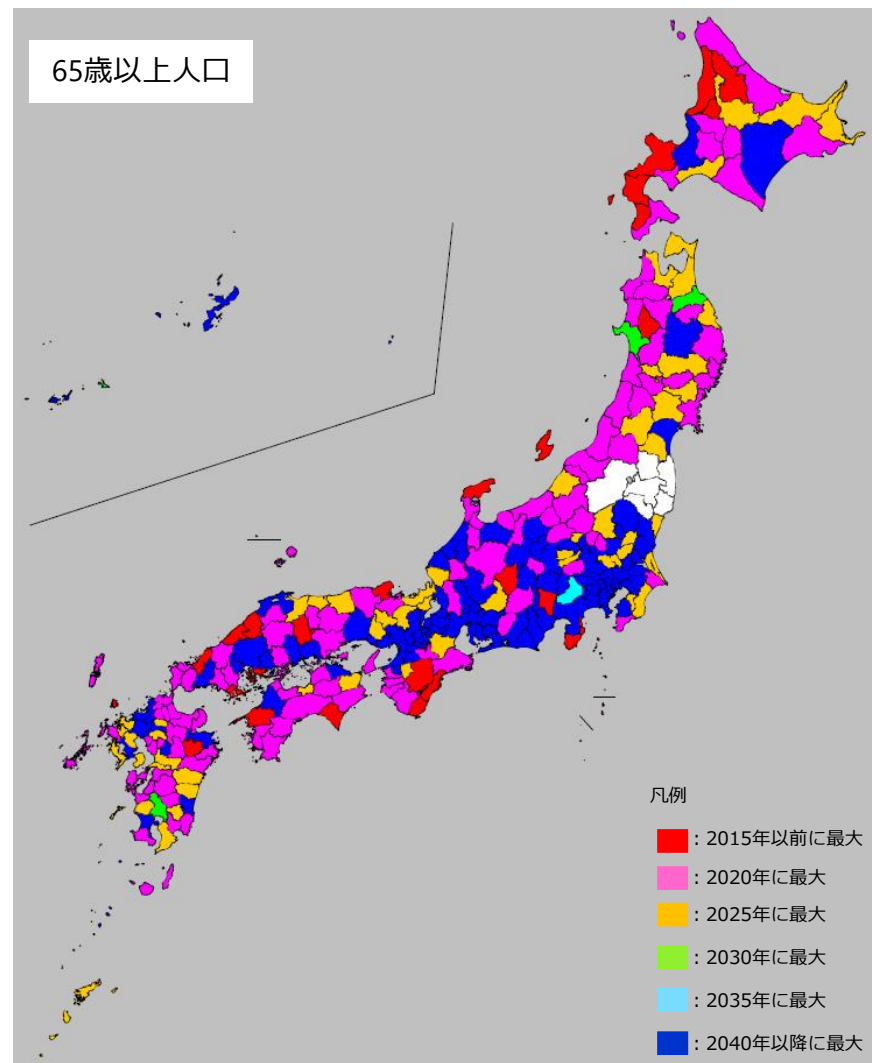 65歳以上人口
凡例
：2015年以前に最大
：2020年に最大
：2025年に最大
：2030年に最大
：2035年に最大
：2040年以降に最大